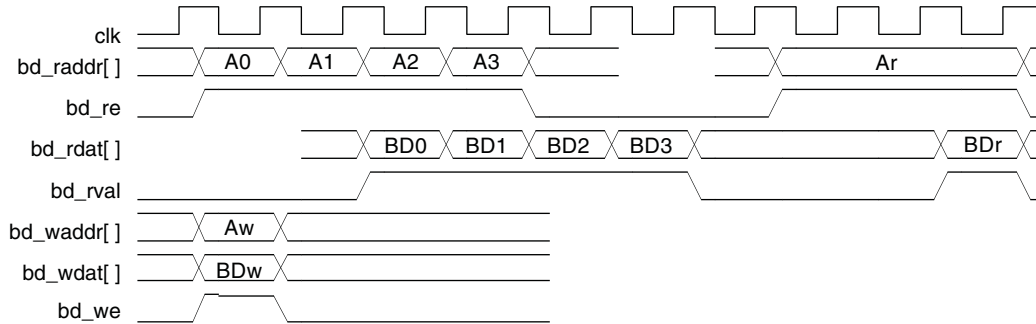 clk
bd_raddr[ ] A0 A1 A2 A3 Ar
bd_re
bd_rdat[ ] BD0 BD1 BD2 BD3 BDr
bd_rval
bd_waddr[ ] Aw
bd_wdat[ ] BDw
bd_we